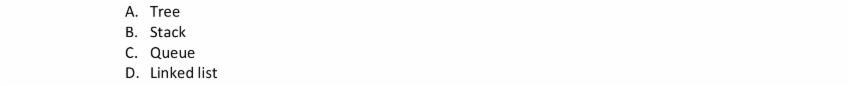 A. Tree
B. Stack
C. Queue
D. Linked list